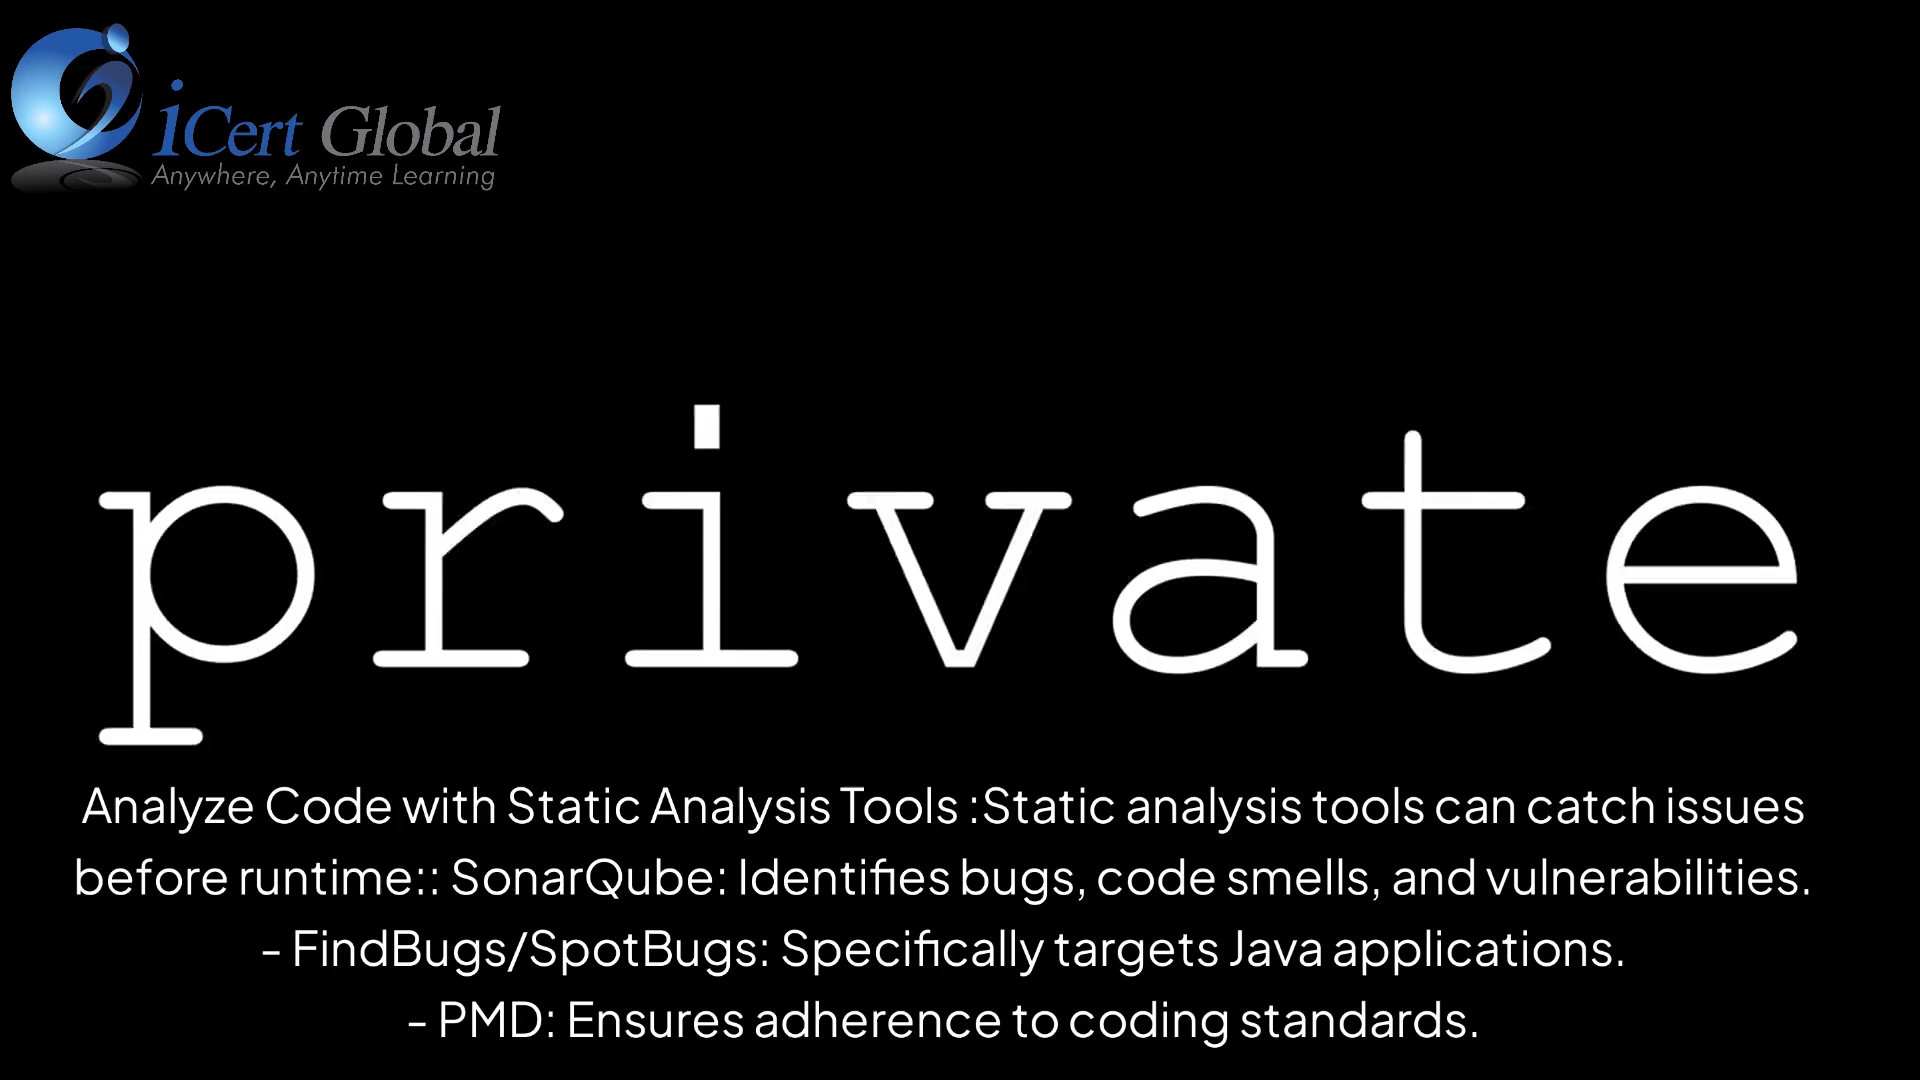 iCert Global
Anywhere, Anytime Learning
private
Analyze Code with Static Analysis Tools :Static analysis tools can catch issues
before runtime:: SonarQube: Identifies bugs, code smells, and vulnerabilities.
- FindBugs/SpotBugs: Specifically targets Java applications.
- PMD: Ensures adherence to coding standards.